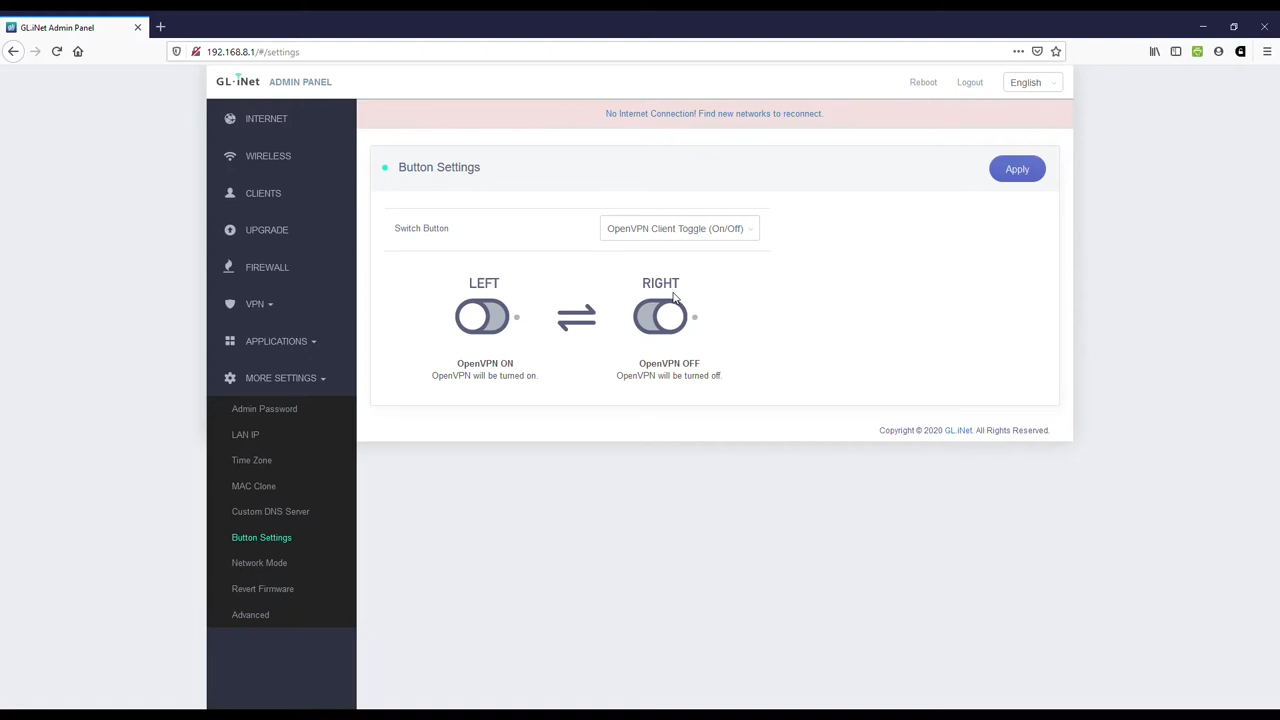 GL.iNet Admin Panel
192.168.8.1/#/settings
GL·iNet ADMIN PANEL
Reboot
Logout
English
INTERNET
WIRELESS
CLIENTS
UPGRADE
FIREWALL
VPN
APPLICATIONS
MORE SETTINGS
Admin Password
LAN IP
Time Zone
MAC Clone
Custom DNS Server
Button Settings
Network Mode
Revert Firmware
Advanced
No Internet Connection! Find new networks to reconnect.
Button Settings
Apply
Switch Button
OpenVPN Client Toggle (On/Off)
LEFT
RIGHT
OpenVPN ON
OpenVPN will be turned on.
OpenVPN OFF
OpenVPN will be turned off.
Copyright © 2020 GL.iNet. All Rights Reserved.